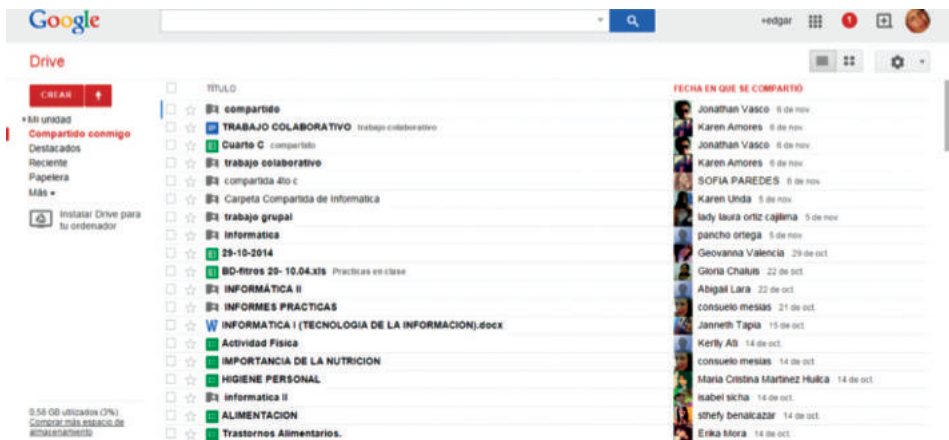 Google
+edgar 1
Drive
CREAR
TÍTULO FECHA EN QUE SE COMPARTIÓ
Mi unidad
Compartido conmigo
Destacados
Reciente
Papelera
Más
Instalar Drive para
tu ordenador
compartido Jonathan Vasco 6 de nov.
TRABAJO COLABORATIVO trabajo colaborativo Karen Amores 6 de nov.
Cuarto C compartido Jonathan Vasco 6 de nov.
trabajo colaborativo Karen Amores 6 de nov.
compartida 4to c SOFIA PAREDES 6 de nov.
Carpeta Compartida de Informatica Karen Unda 5 de nov.
trabajo grupal lady laura ortiz cajilima 5 de nov.
Informatica pancho ortega 5 de nov.
29-10-2014 Geovanna Valencia 29 de oct.
BD-fitros 20- 10.04.xls Practicas en clase Gloria Chaluis 22 de oct.
INFORMÁTICA II Abigail Lara 22 de oct.
INFORMES PRACTICAS consuelo mesias 21 de oct.
INFORMATICA I (TECNOLOGIA DE LA INFORMACION).docx Janneth Tapia 15 de oct.
Actividad Fisica Kerlly Ati 14 de oct.
IMPORTANCIA DE LA NUTRICION consuelo mesias 14 de oct.
HIGIENE PERSONAL Maria Cristina Martinez Huilca 14 de oct.
informatica II isabel sicha 14 de oct.
ALIMENTACION sthefy benalcazar 14 de oct.
Trastornos Alimentarios. Erika Mora 14 de oct.
0,56 GB utilizados (3%)
Comprar más espacio de
almacenamiento